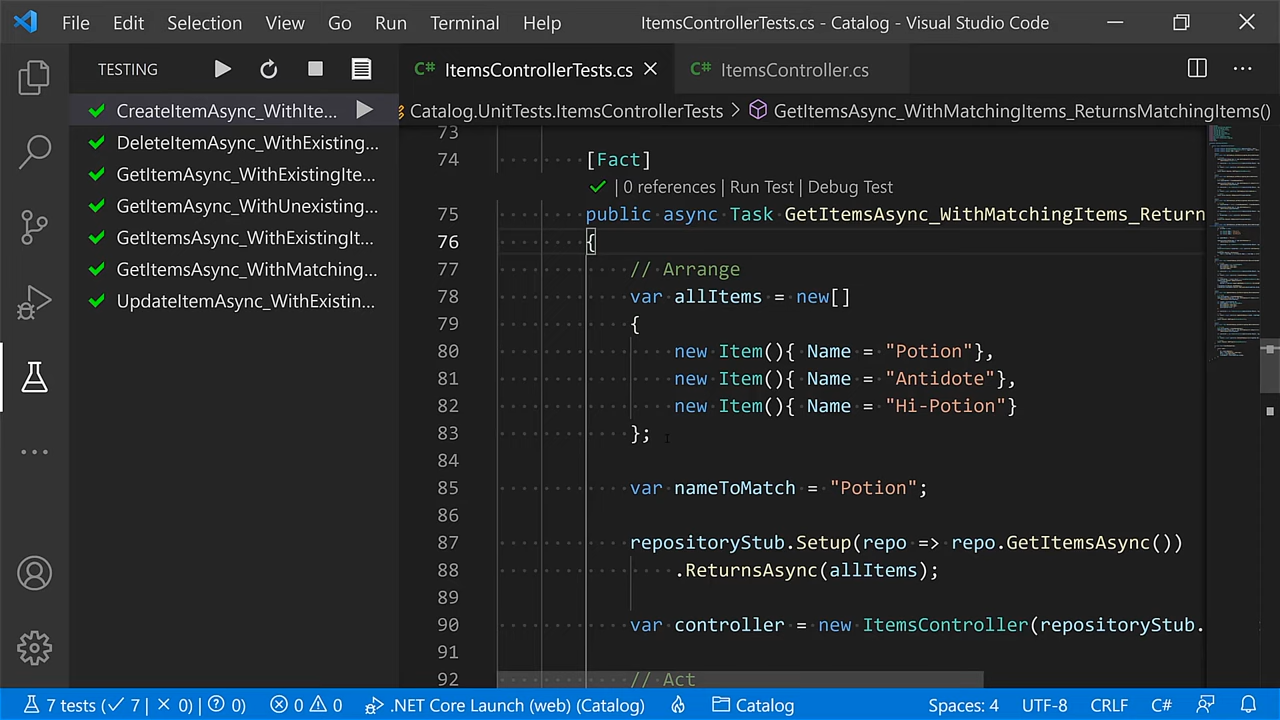 File Edit Selection View Go Run Terminal Help ItemsControllerTests.cs - Catalog - Visual Studio Code
TESTING
C# ItemsControllerTests.cs
C# ItemsController.cs
Catalog.UnitTests.ItemsControllerTests > GetItemsAsync_WithMatchingItems_ReturnsMatchingItems()
CreateItemAsync_WithIte...
DeleteItemAsync_WithExisting...
GetItemAsync_WithExistingIte...
GetItemAsync_WithUnexisting...
GetItemsAsync_WithExistingIt...
GetItemsAsync_WithMatching...
UpdateItemAsync_WithExistin...
73
74 [Fact]
✓ | 0 references | Run Test | Debug Test
75 public async Task GetItemsAsync_WithMatchingItems_Return
76 {
77 // Arrange
78 var allItems = new[]
79 {
80 new Item(){ Name = "Potion"},
81 new Item(){ Name = "Antidote"},
82 new Item(){ Name = "Hi-Potion"}
83 };
84
85 var nameToMatch = "Potion";
86
87 repositoryStub.Setup(repo => repo.GetItemsAsync())
88 .ReturnsAsync(allItems);
89
90 var controller = new ItemsController(repositoryStub.
91
92 // Act
7 tests (✓ 7 | × 0) | ? 0) 0 0 .NET Core Launch (web) (Catalog) Catalog Spaces: 4 UTF-8 CRLF C#